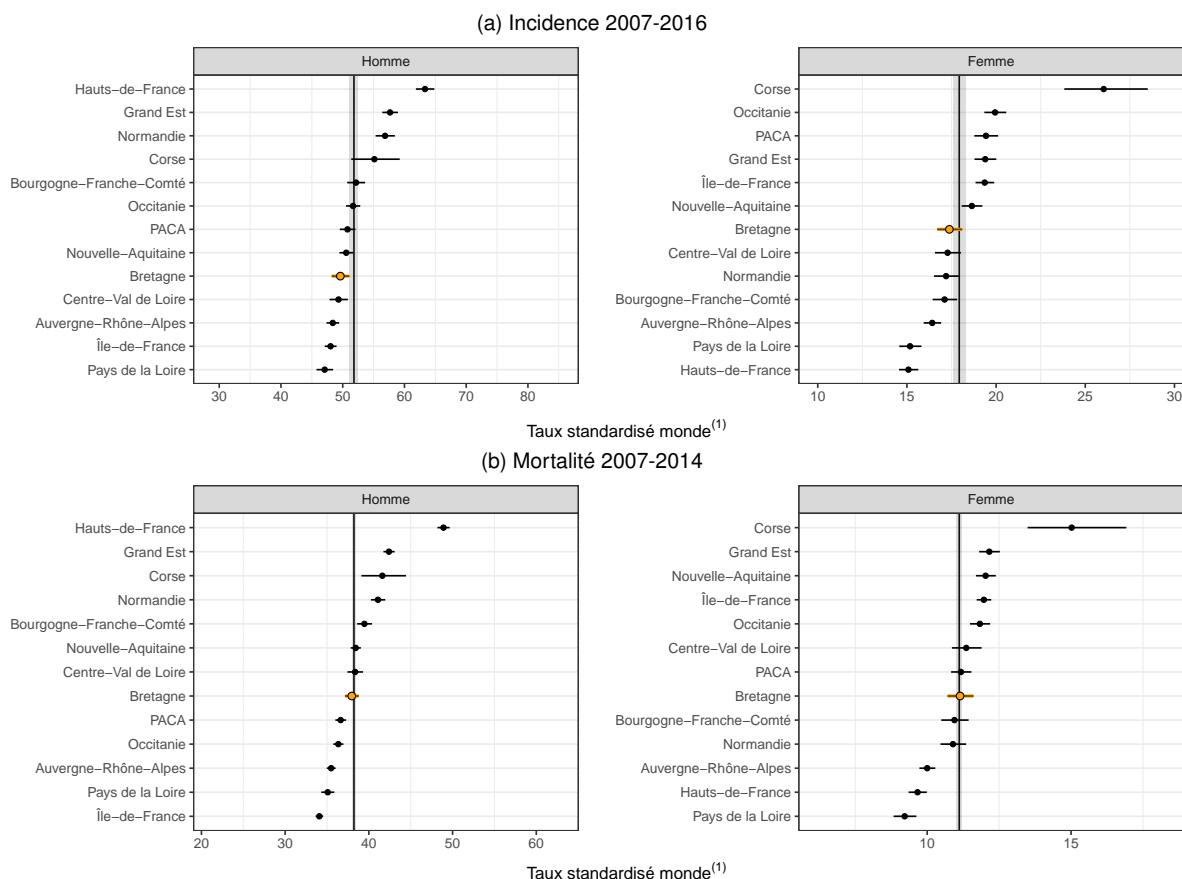 (a) Incidence 2007-2016
Homme
Hauts−de−France
Grand Est
Normandie
Corse
Bourgogne−Franche−Comté
Occitanie
PACA
Nouvelle−Aquitaine
Bretagne
Centre−Val de Loire
Auvergne−Rhône−Alpes
Île−de−France
Pays de la Loire
30 40 50 60 70 80
Femme
Corse
Occitanie
PACA
Grand Est
Île−de−France
Nouvelle−Aquitaine
Bretagne
Centre−Val de Loire
Normandie
Bourgogne−Franche−Comté
Auvergne−Rhône−Alpes
Pays de la Loire
Hauts−de−France
10 15 20 25 30
Taux standardisé monde(1)
(b) Mortalité 2007-2014
Homme
Hauts−de−France
Grand Est
Corse
Normandie
Bourgogne−Franche−Comté
Nouvelle−Aquitaine
Centre−Val de Loire
Bretagne
PACA
Occitanie
Auvergne−Rhône−Alpes
Pays de la Loire
Île−de−France
20 30 40 50 60
Femme
Corse
Grand Est
Nouvelle−Aquitaine
Île−de−France
Occitanie
Centre−Val de Loire
PACA
Bretagne
Bourgogne−Franche−Comté
Normandie
Auvergne−Rhône−Alpes
Hauts−de−France
Pays de la Loire
10 15
Taux standardisé monde(1)